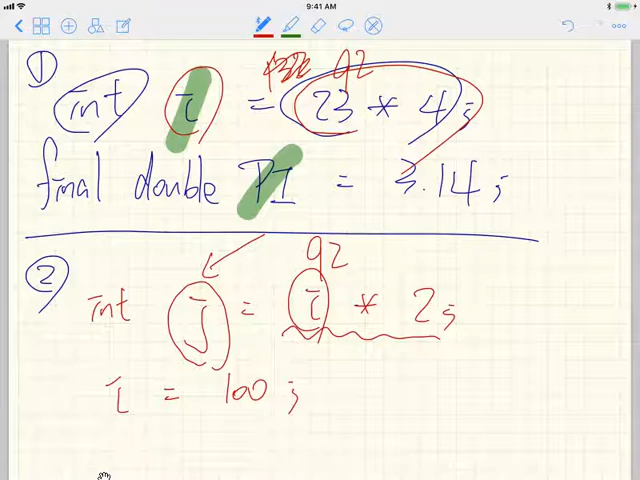 9:41 AM
①
92
int i = 23 * 4;
final double PI = 3.14;
②
92
int j = i * 2;
i = 100;